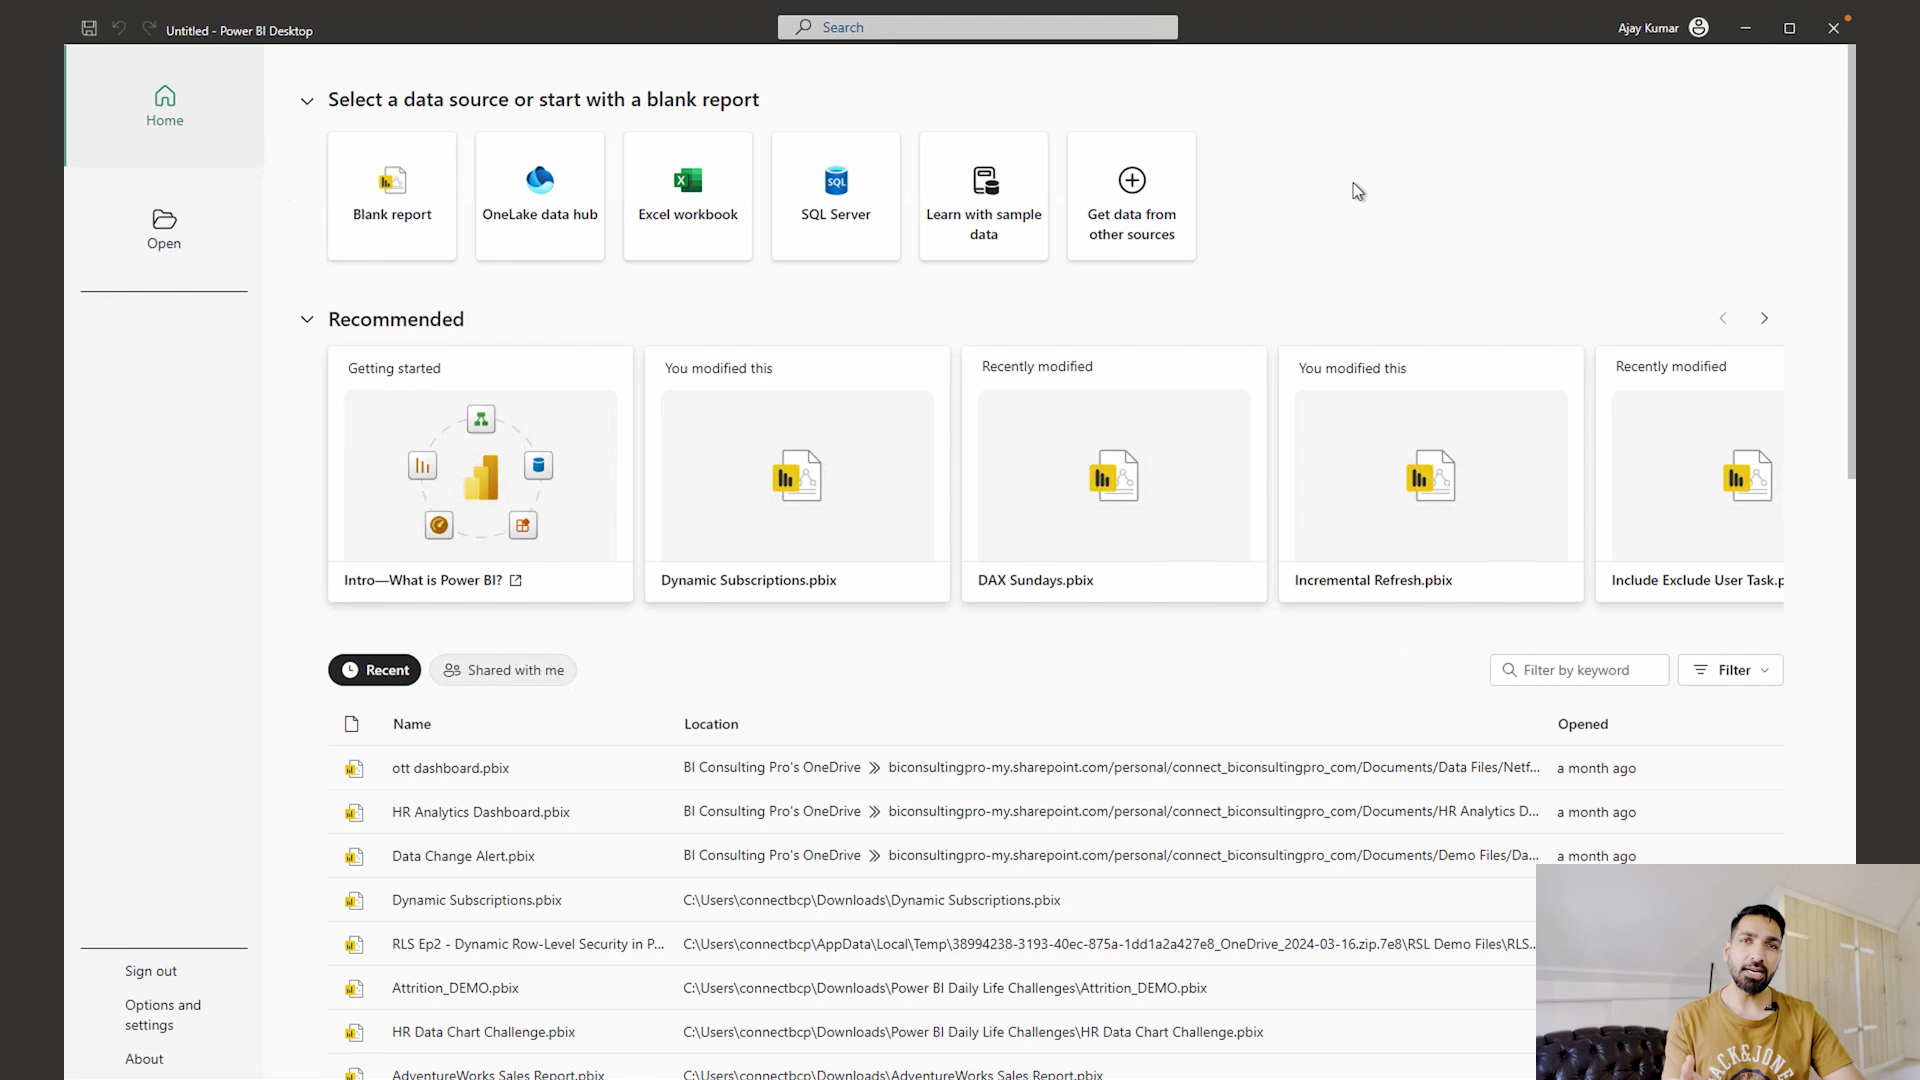 Untitled - Power BI Desktop
Search
Ajay Kumar
Home
Open
Sign out
Options and
settings
About
Select a data source or start with a blank report
Blank report
OneLake data hub
Excel workbook
SQL
SQL Server
Learn with sample
data
Get data from
other sources
Recommended
Getting started
Intro—What is Power BI?
You modified this
Dynamic Subscriptions.pbix
Recently modified
DAX Sundays.pbix
You modified this
Incremental Refresh.pbix
Recently modified
Include Exclude User Task.p
Recent
Shared with me
Filter by keyword
Filter
Name Location Opened
ott dashboard.pbix BI Consulting Pro's OneDrive biconsultingpro-my.sharepoint.com/personal/connect_biconsultingpro_com/Documents/Data Files/Netf... a month ago
HR Analytics Dashboard.pbix BI Consulting Pro's OneDrive biconsultingpro-my.sharepoint.com/personal/connect_biconsultingpro_com/Documents/HR Analytics D... a month ago
Data Change Alert.pbix BI Consulting Pro's OneDrive biconsultingpro-my.sharepoint.com/personal/connect_biconsultingpro_com/Documents/Demo Files/Da... a month ago
Dynamic Subscriptions.pbix C:\Users\connectbcp\Downloads\Dynamic Subscriptions.pbix
RLS Ep2 - Dynamic Row-Level Security in P... C:\Users\connectbcp\AppData\Local\Temp\38994238-3193-40ec-875a-1dd1a2a427e8_OneDrive_2024-03-16.zip.7e8\RSL Demo Files\RLS...
Attrition_DEMO.pbix C:\Users\connectbcp\Downloads\Power BI Daily Life Challenges\Attrition_DEMO.pbix
HR Data Chart Challenge.pbix C:\Users\connectbcp\Downloads\Power BI Daily Life Challenges\HR Data Chart Challenge.pbix
AdventureWorks Sales Report.pbix C:\Users\connectbcp\Downloads\AdventureWorks Sales Report.pbix
ACK&JON